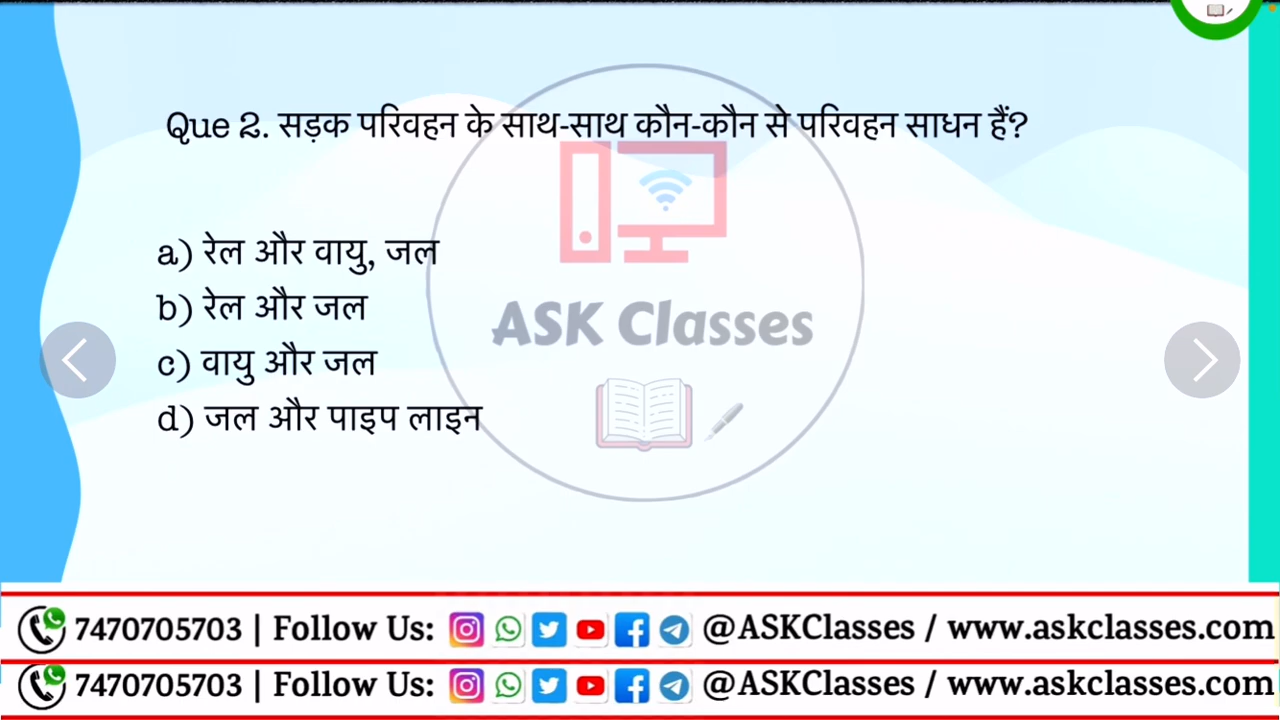 Que 2. सड़क परिवहन के साथ-साथ कौन-कौन से परिवहन साधन हैं?
a) रेल और वायु, जल
b) रेल और जल
c) वायु और जल
d) जल और पाइप लाइन
ASK Classes
7470705703 | Follow Us: @ASKClasses / www.askclasses.com
7470705703 | Follow Us: @ASKClasses / www.askclasses.com